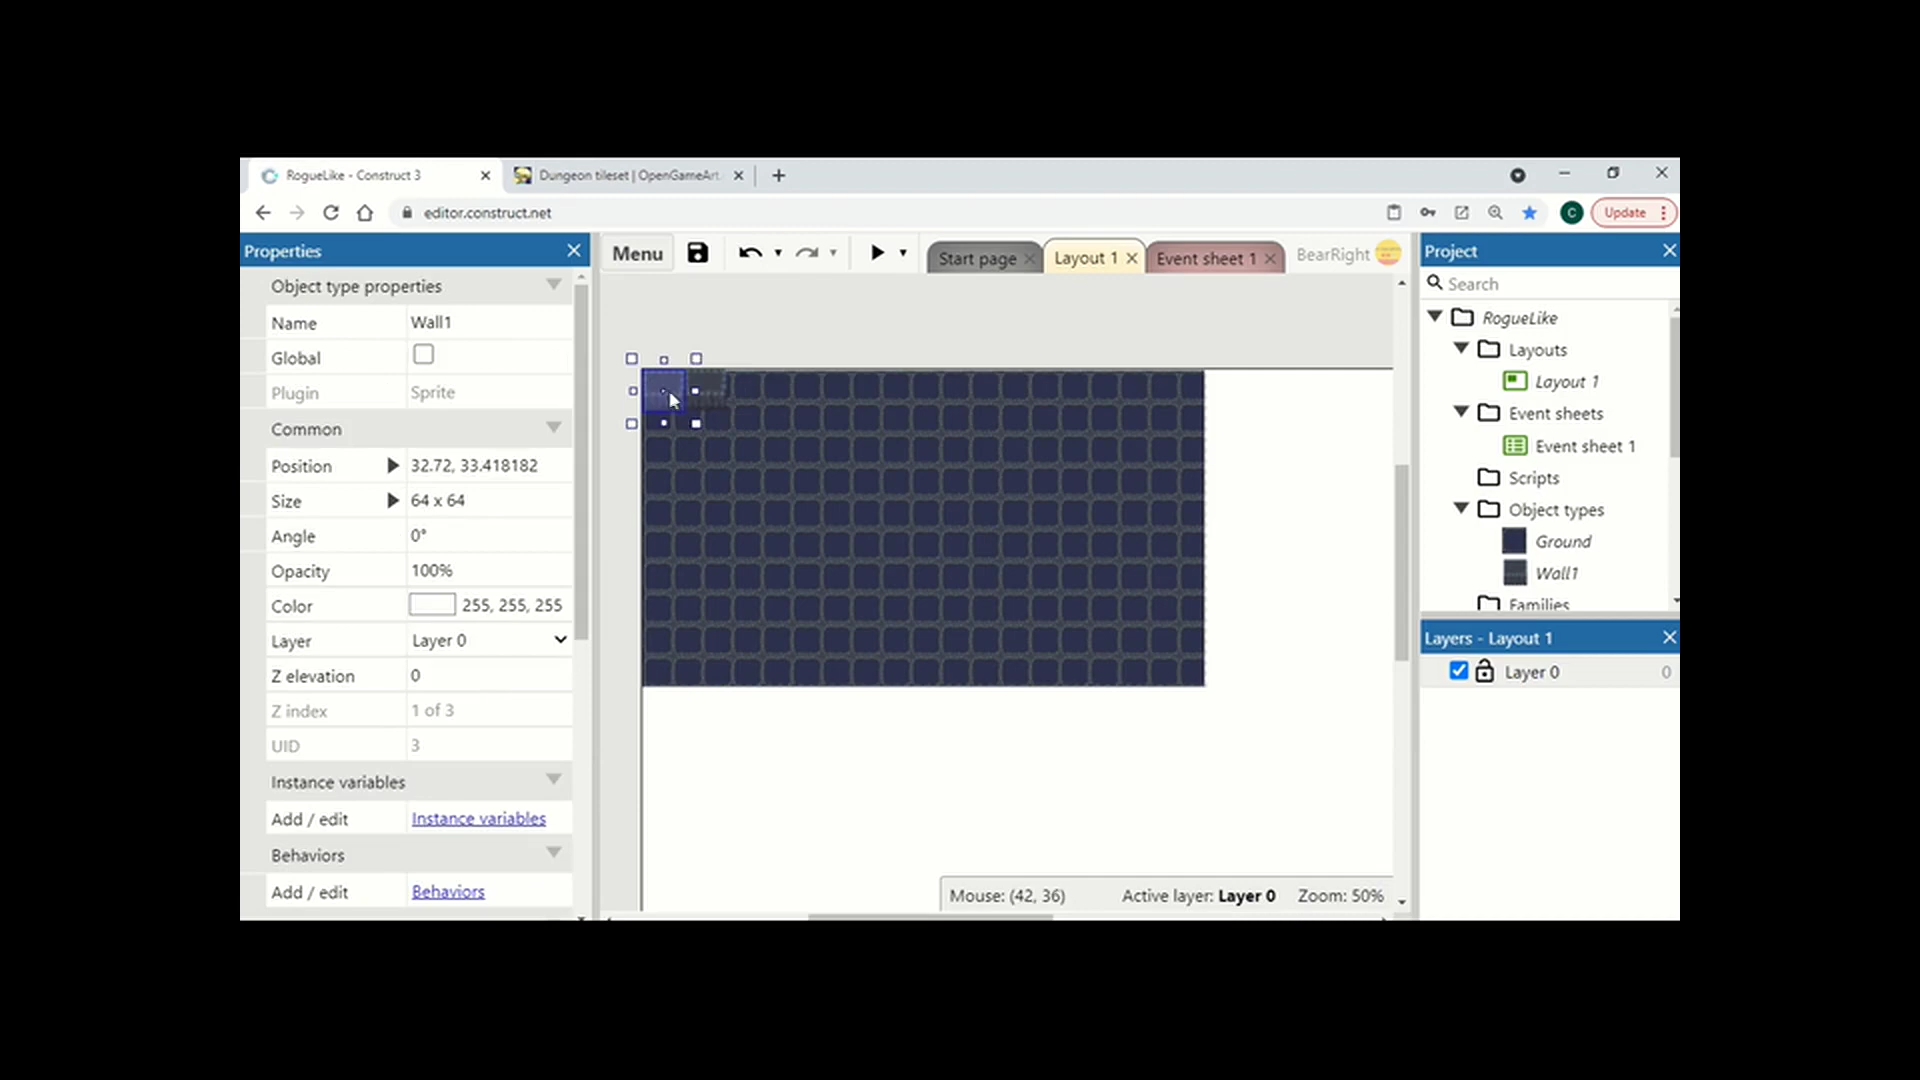 RogueLike - Construct 3
Dungeon tileset | OpenGameArt.
editor.construct.net
C
Update
Properties
Menu
Start page
Layout 1
Event sheet 1
BearRight
Project
Object type properties
Name Wall1
Global
Plugin Sprite
Common
Position 32.72, 33.418182
Size 64 x 64
Angle 0°
Opacity 100%
Color 255, 255, 255
Layer Layer 0
Z elevation 0
Z index 1 of 3
UID 3
Instance variables
Add / edit Instance variables
Behaviors
Add / edit Behaviors
Mouse: (42, 36) Active layer: Layer 0 Zoom: 50%
Search
RogueLike
Layouts
Layout 1
Event sheets
Event sheet 1
Scripts
Object types
Ground
Wall1
Families
Layers - Layout 1
Layer 0 0